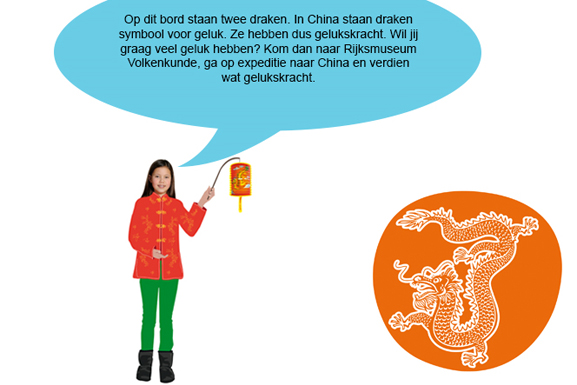 Op dit bord staan twee draken. In China staan draken
symbool voor geluk. Ze hebben dus gelukskracht. Wil jij
graag veel geluk hebben? Kom dan naar Rijksmuseum
Volkenkunde, ga op expeditie naar China en verdien
wat gelukskracht.